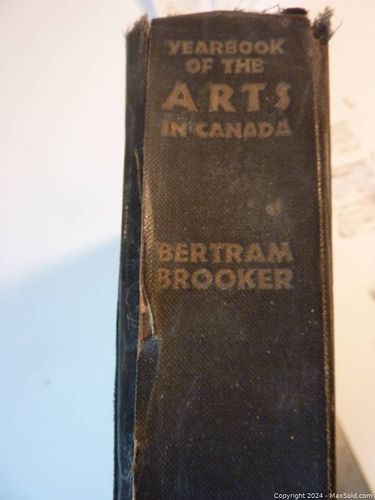 YEARBOOK
OF THE
ARTS
IN CANADA
BERTRAM
BROOKER
Copyright 2024 - MaxSold.com